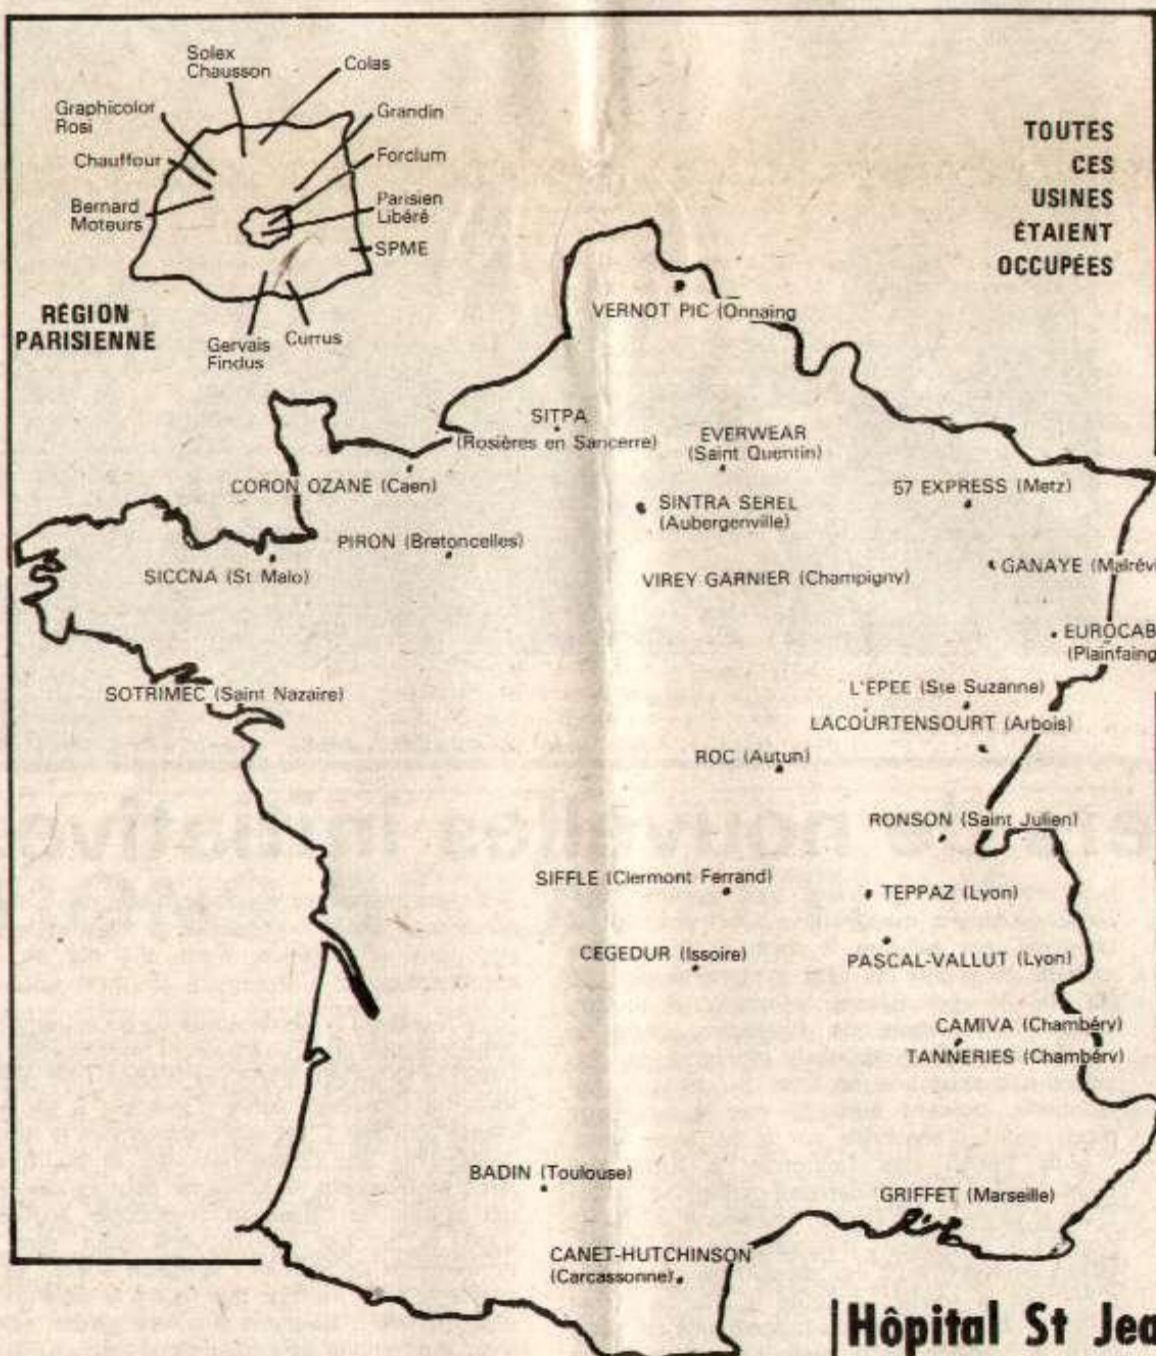 Solex
Chausson
Colas
Graphicolor
Rosi
Grandin
Chauffour
Forclum
Bernard
Moteurs
Parisien
Libéré
SPME
RÉGION
PARISIENNE
Gervais
Findus
Currus
TOUTES
CES
USINES
ÉTAIENT
OCCUPÉES
VERNOT PIC (Onnaing
SITPA
(Rosières en Sancerre)
EVERWEAR
(Saint Quentin)
CORON OZANE (Caen)
57 EXPRESS (Metz)
SINTRA SEREL
(Aubergenville)
PIRON (Bretoncelles)
SICCNA (St Malo)
VIREY GARNIER (Champigny)
GANAYE (Malrévi
EUROCAB
(Plainfaing
SOTRIMEC (Saint Nazaire)
L'EPEE (Ste Suzanne)
LACOURTENSOURT (Arbois)
ROC (Autun)
RONSON (Saint Julien)
SIFFLE (Clermont Ferrand)
TEPPAZ (Lyon)
CEGEDUR (Issoire)
PASCAL-VALLUT (Lyon)
CAMIVA (Chambéry)
TANNERIES (Chambéry)
BADIN (Toulouse)
GRIFFET (Marseille)
CANET-HUTCHINSON
(Carcassonne)
Hôpital St Jea